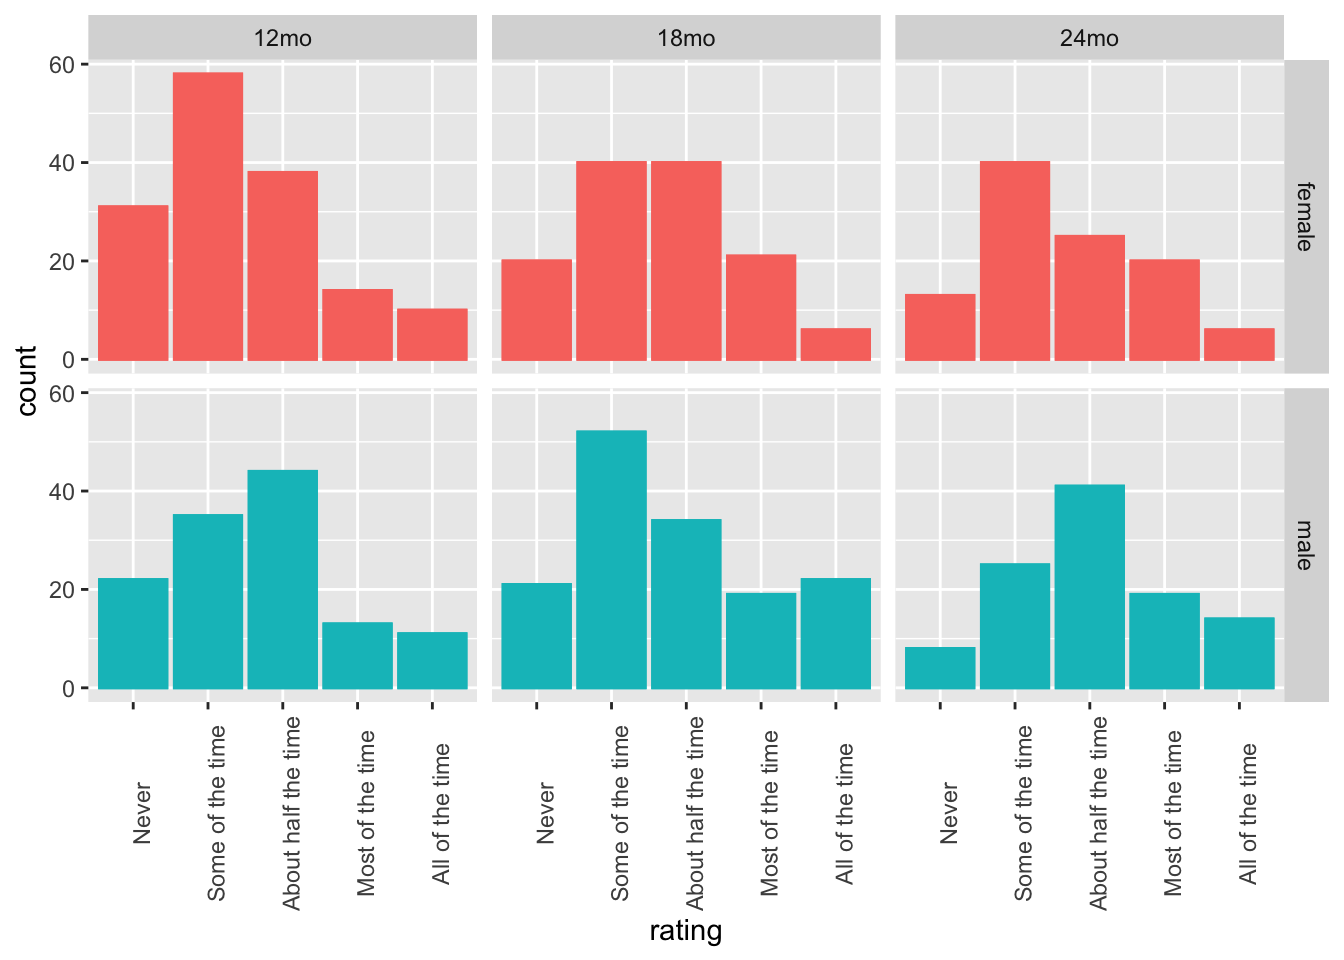 12mo
18mo
24mo
60
40
20
0
female
count
60
40
20
0
male
Never
Some of the time
About half the time
Most of the time
All of the time
Never
Some of the time
About half the time
Most of the time
All of the time
Never
Some of the time
About half the time
Most of the time
All of the time
rating